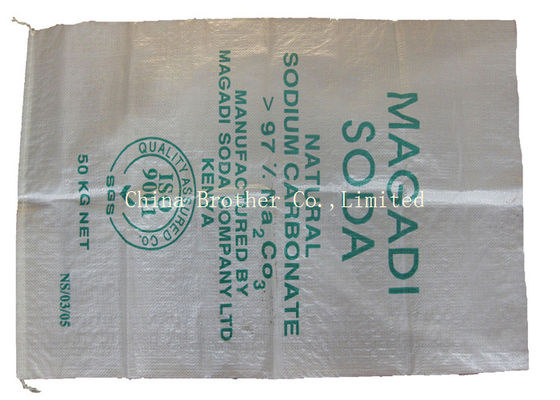 MAGADI
SODA
NATURAL
SODIUM CARBONATE
> 97 % Na2Co3
MANUFACTURED BY
MAGADI SODA COMPANY LTD
KENYA
QUALITY ASSURED CO.
ISO
9001
SGS
50 KG NET
NS/03/05
China Brother Co.,Limited